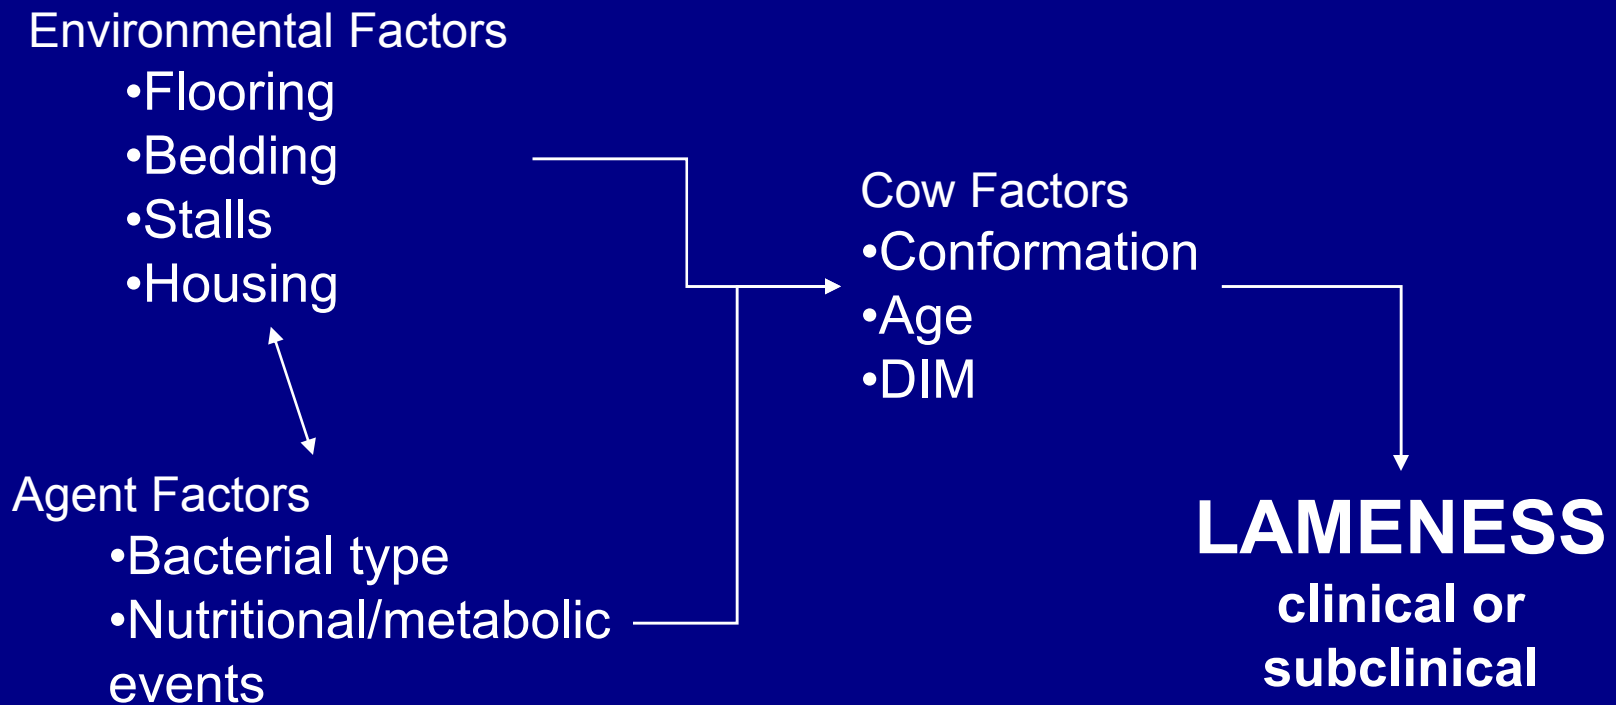 Environmental Factors
•Flooring
•Bedding
•Stalls
•Housing
Agent Factors
•Bacterial type
•Nutritional/metabolic
events
Cow Factors
•Conformation
•Age
•DIM
LAMENESS
clinical or
subclinical